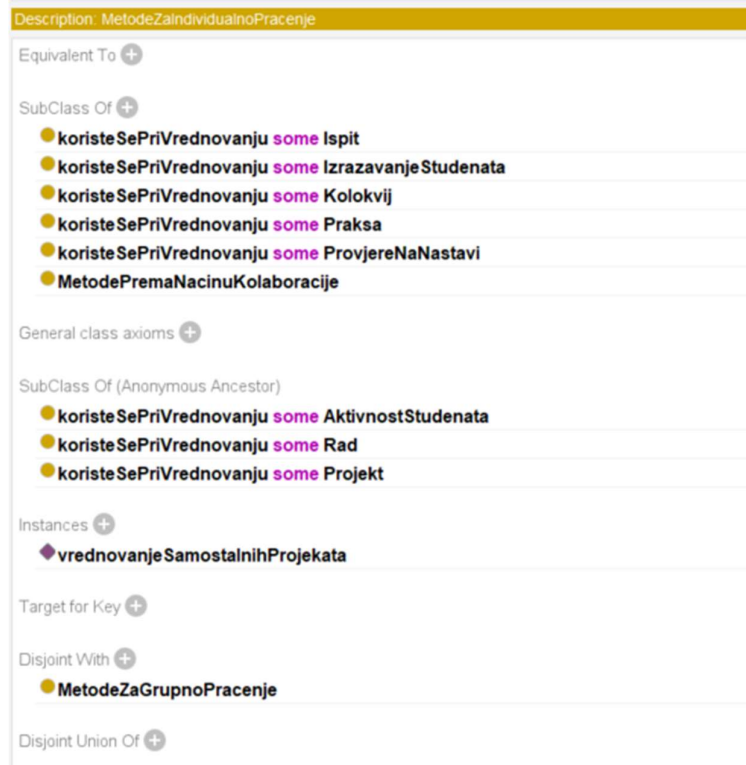 Description: MetodeZaIndividualnoPracenje
Equivalent To
SubClass Of
koristeSePriVrednovanju some Ispit
koristeSePriVrednovanju some IzrazavanjeStudenata
koristeSePriVrednovanju some Kolokvij
koristeSePriVrednovanju some Praksa
koristeSePriVrednovanju some ProvjereNaNastavi
MetodePremaNacinuKolaboracije
General class axioms
SubClass Of (Anonymous Ancestor)
koristeSePriVrednovanju some AktivnostStudenata
koristeSePriVrednovanju some Rad
koristeSePriVrednovanju some Projekt
Instances
vrednovanjeSamostalnihProjekata
Target for Key
Disjoint With
MetodeZaGrupnoPracenje
Disjoint Union Of